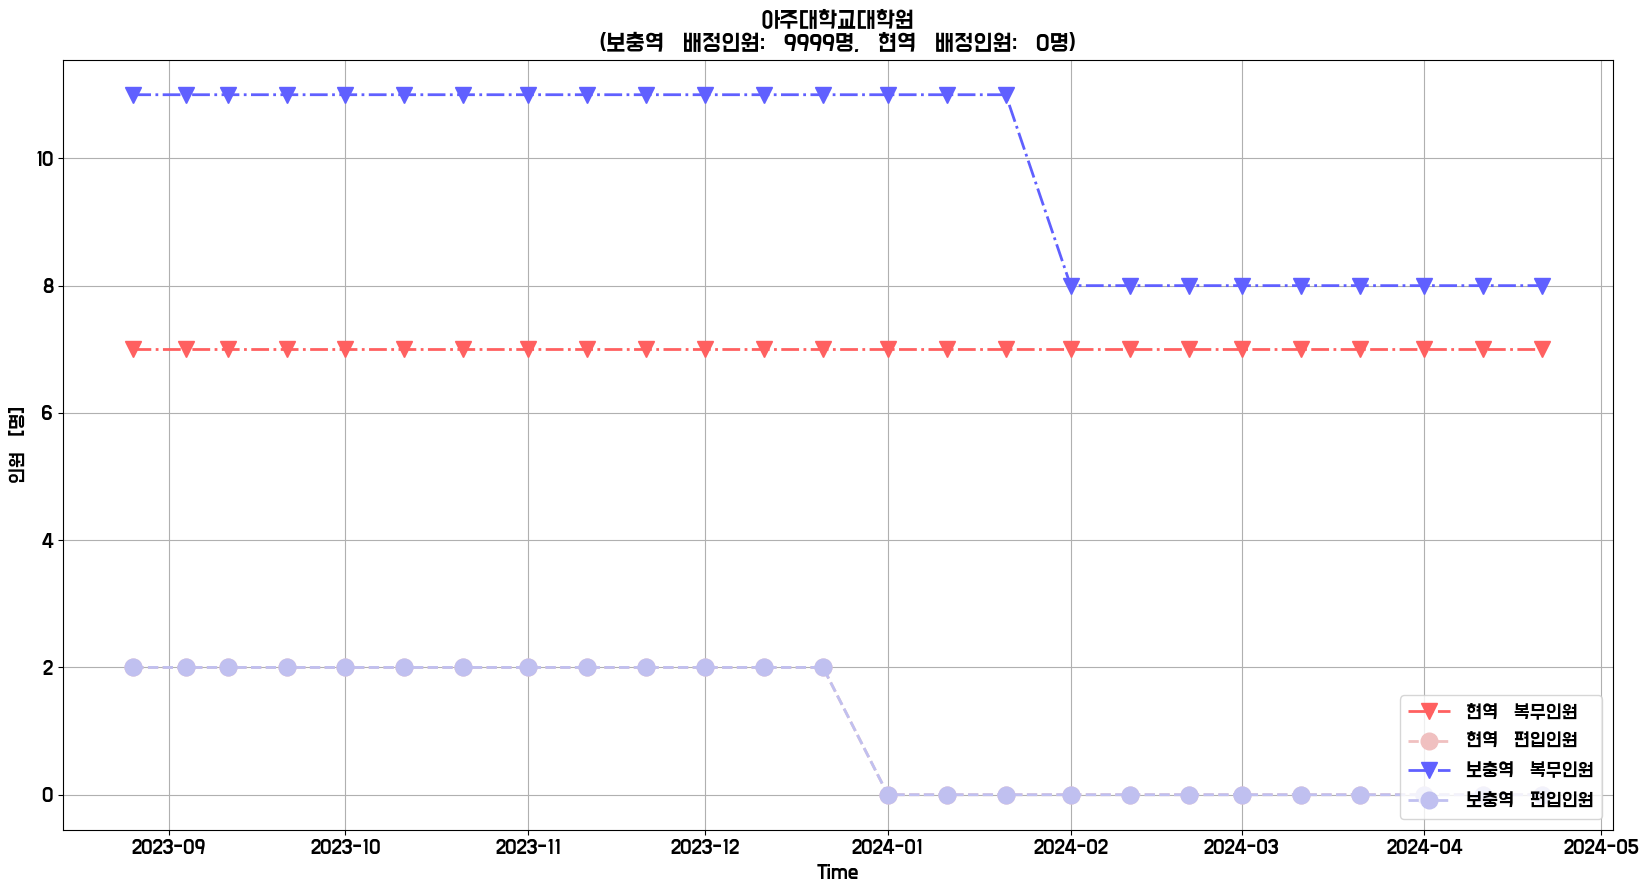 아주대학교대학원
(보충역 배정인원: 9999명, 현역 배정인원: 0명)
10
8
6
4
2
0
인원 [명]
2023-09
2023-10
2023-11
2023-12
2024-01
2024-02
2024-03
2024-04
2024-05
Time
현역 복무인원
현역 편입인원
보충역 복무인원
보충역 편입인원